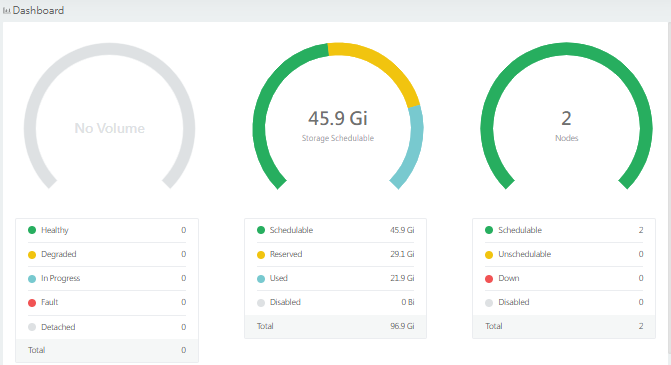 Dashboard
No Volume
45.9 Gi
Storage Schedulable
2
Nodes
Healthy 0
Degraded 0
In Progress 0
Fault 0
Detached 0
Total 0
Schedulable 45.9 Gi
Reserved 29.1 Gi
Used 21.9 Gi
Disabled 0 Bi
Total 96.9 Gi
Schedulable 2
Unschedulable 0
Down 0
Disabled 0
Total 2